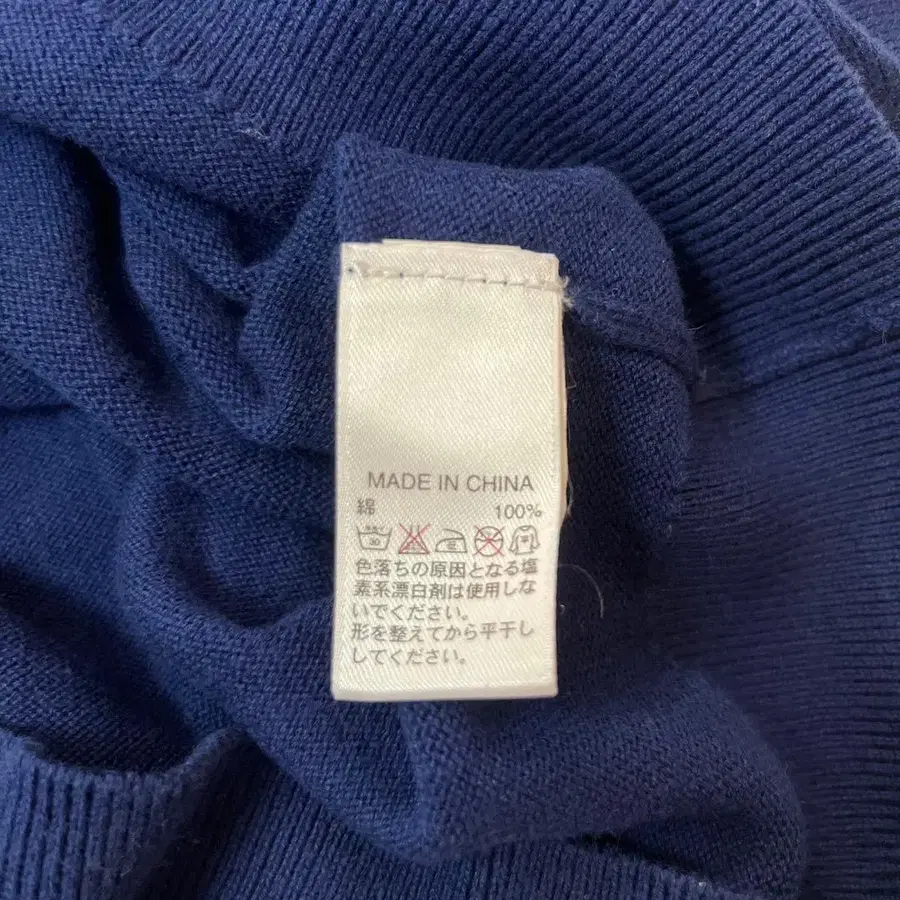 MADE IN CHINA
綿 100%
30
色落ちの原因となる塩
素系漂白剤は使用しな
いでください。
形を整えてから平干し
してください。